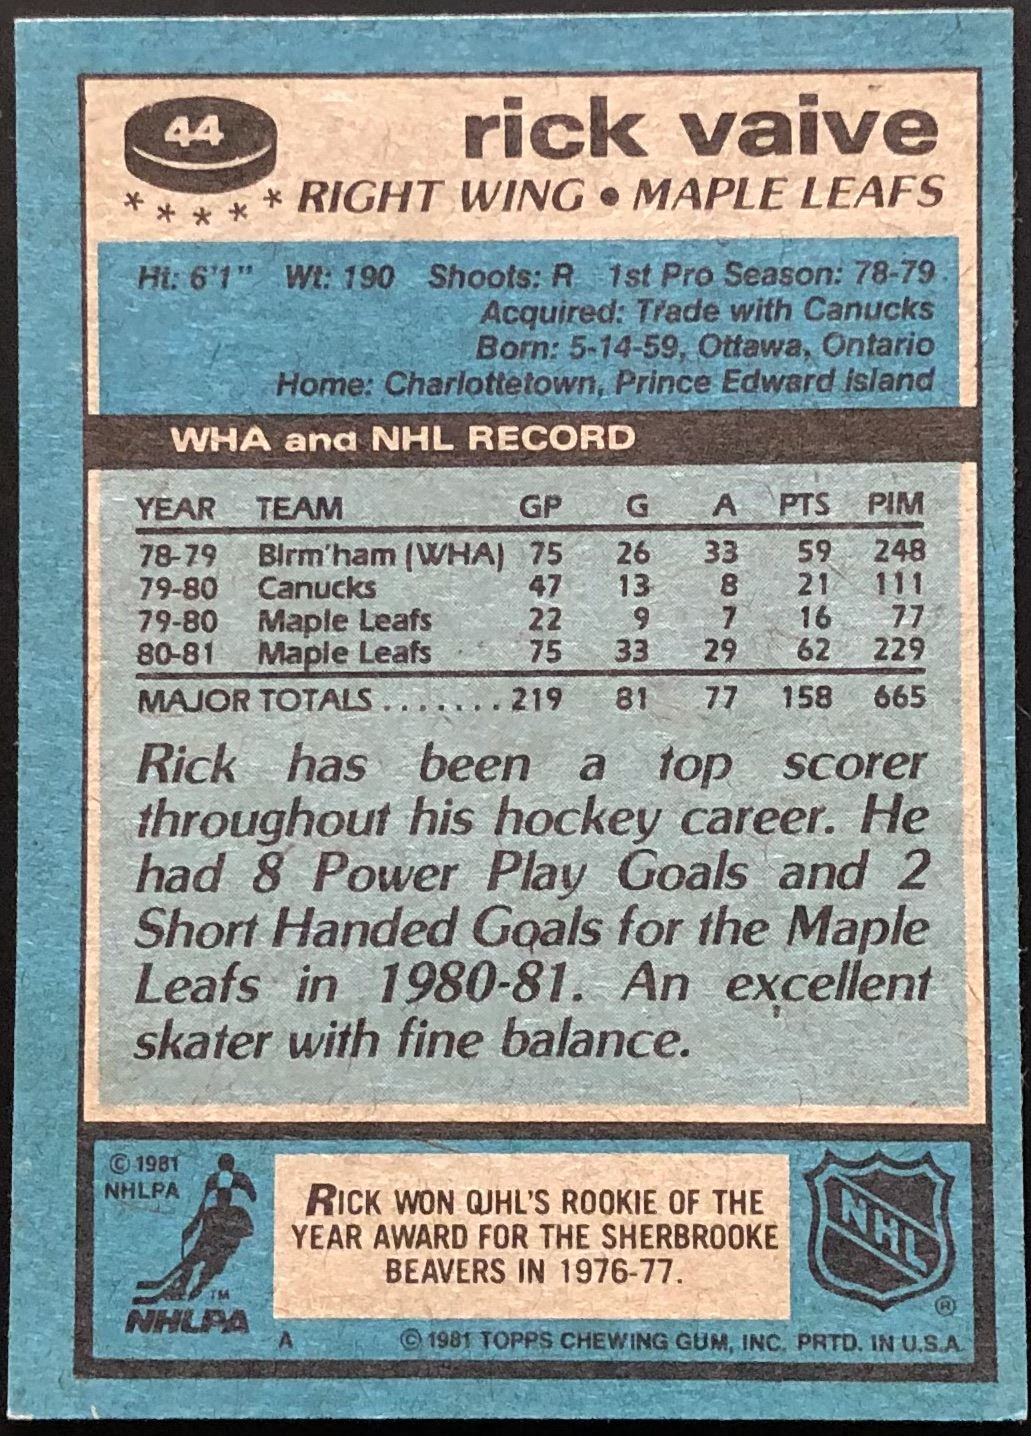 44
rick vaive
* * * * * RIGHT WING • MAPLE LEAFS
Ht: 6'1" Wt: 190 Shoots: R 1st Pro Season: 78-79
Acquired: Trade with Canucks
Born: 5-14-59, Ottawa, Ontario
Home: Charlottetown, Prince Edward Island
WHA and NHL RECORD
YEAR TEAM GP G A PTS PIM
78-79 Birm'ham (WHA) 75 26 33 59 248
79-80 Canucks 47 13 8 21 111
79-80 Maple Leafs 22 9 7 16 77
80-81 Maple Leafs 75 33 29 62 229
MAJOR TOTALS ....... 219 81 77 158 665
Rick has been a top scorer
throughout his hockey career. He
had 8 Power Play Goals and 2
Short Handed Goals for the Maple
Leafs in 1980-81. An excellent
skater with fine balance.
© 1981
NHLPA
TM
NHLPA
RICK WON QJHL'S ROOKIE OF THE
YEAR AWARD FOR THE SHERBROOKE
BEAVERS IN 1976-77.
NHL
®
A © 1981 TOPPS CHEWING GUM, INC. PRTD. IN U.S.A.